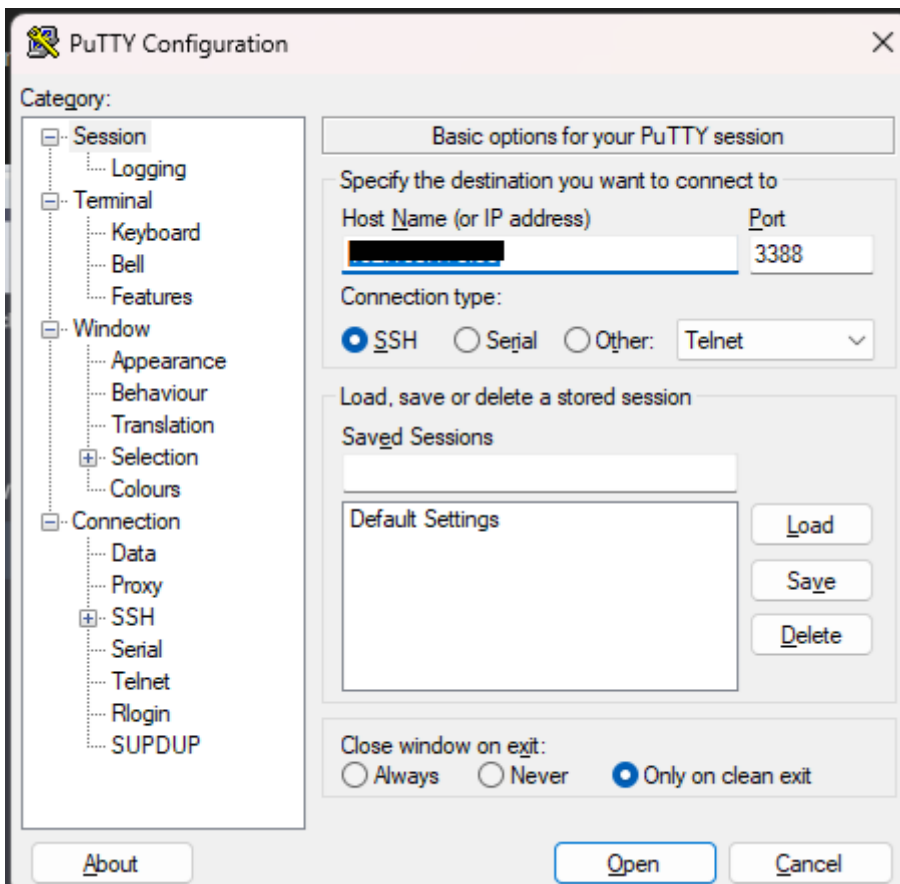 PuTTY Configuration
Category:
Session
Logging
Terminal
Keyboard
Bell
Features
Window
Appearance
Behaviour
Translation
Selection
Colours
Connection
Data
Proxy
SSH
Serial
Telnet
Rlogin
SUPDUP
Basic options for your PuTTY session
Specify the destination you want to connect to
Host Name (or IP address) Port
3388
Connection type:
SSH Serial Other: Telnet
Load, save or delete a stored session
Saved Sessions
Default Settings
Load
Save
Delete
Close window on exit:
Always Never Only on clean exit
About Open Cancel